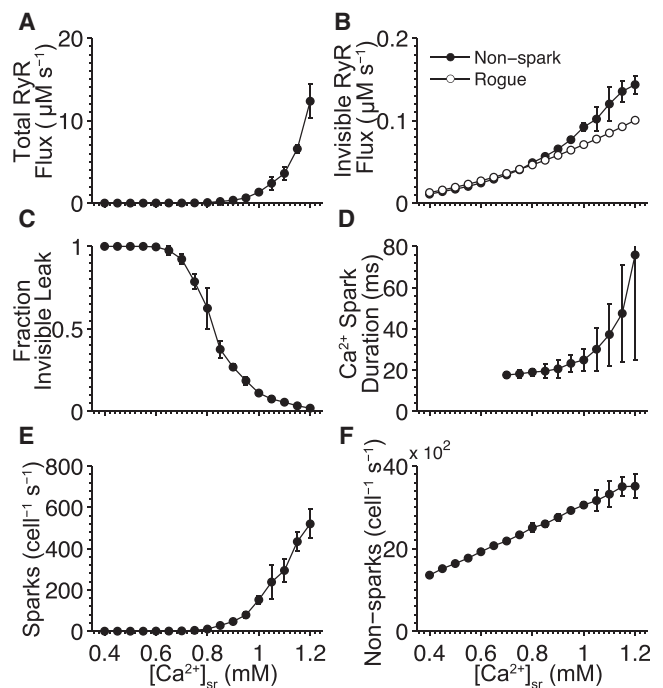 A
Total RyR
Flux ( µM s⁻¹)
20
10
0
B
Invisible RyR
Flux ( µM s⁻¹)
0.2
0.1
0
Non−spark
Rogue
C
Fraction
Invisible Leak
1
0.5
0
D
Ca²⁺ Spark
Duration (ms)
80
60
40
20
0
E
Sparks (cell⁻¹ s⁻¹)
800
600
400
200
0
0.4 0.6 0.8 1 1.2
[Ca²⁺]sr (mM)
F
Non−sparks (cell⁻¹ s⁻¹)
x 10²
40
20
0
0.4 0.6 0.8 1 1.2
[Ca²⁺]sr (mM)